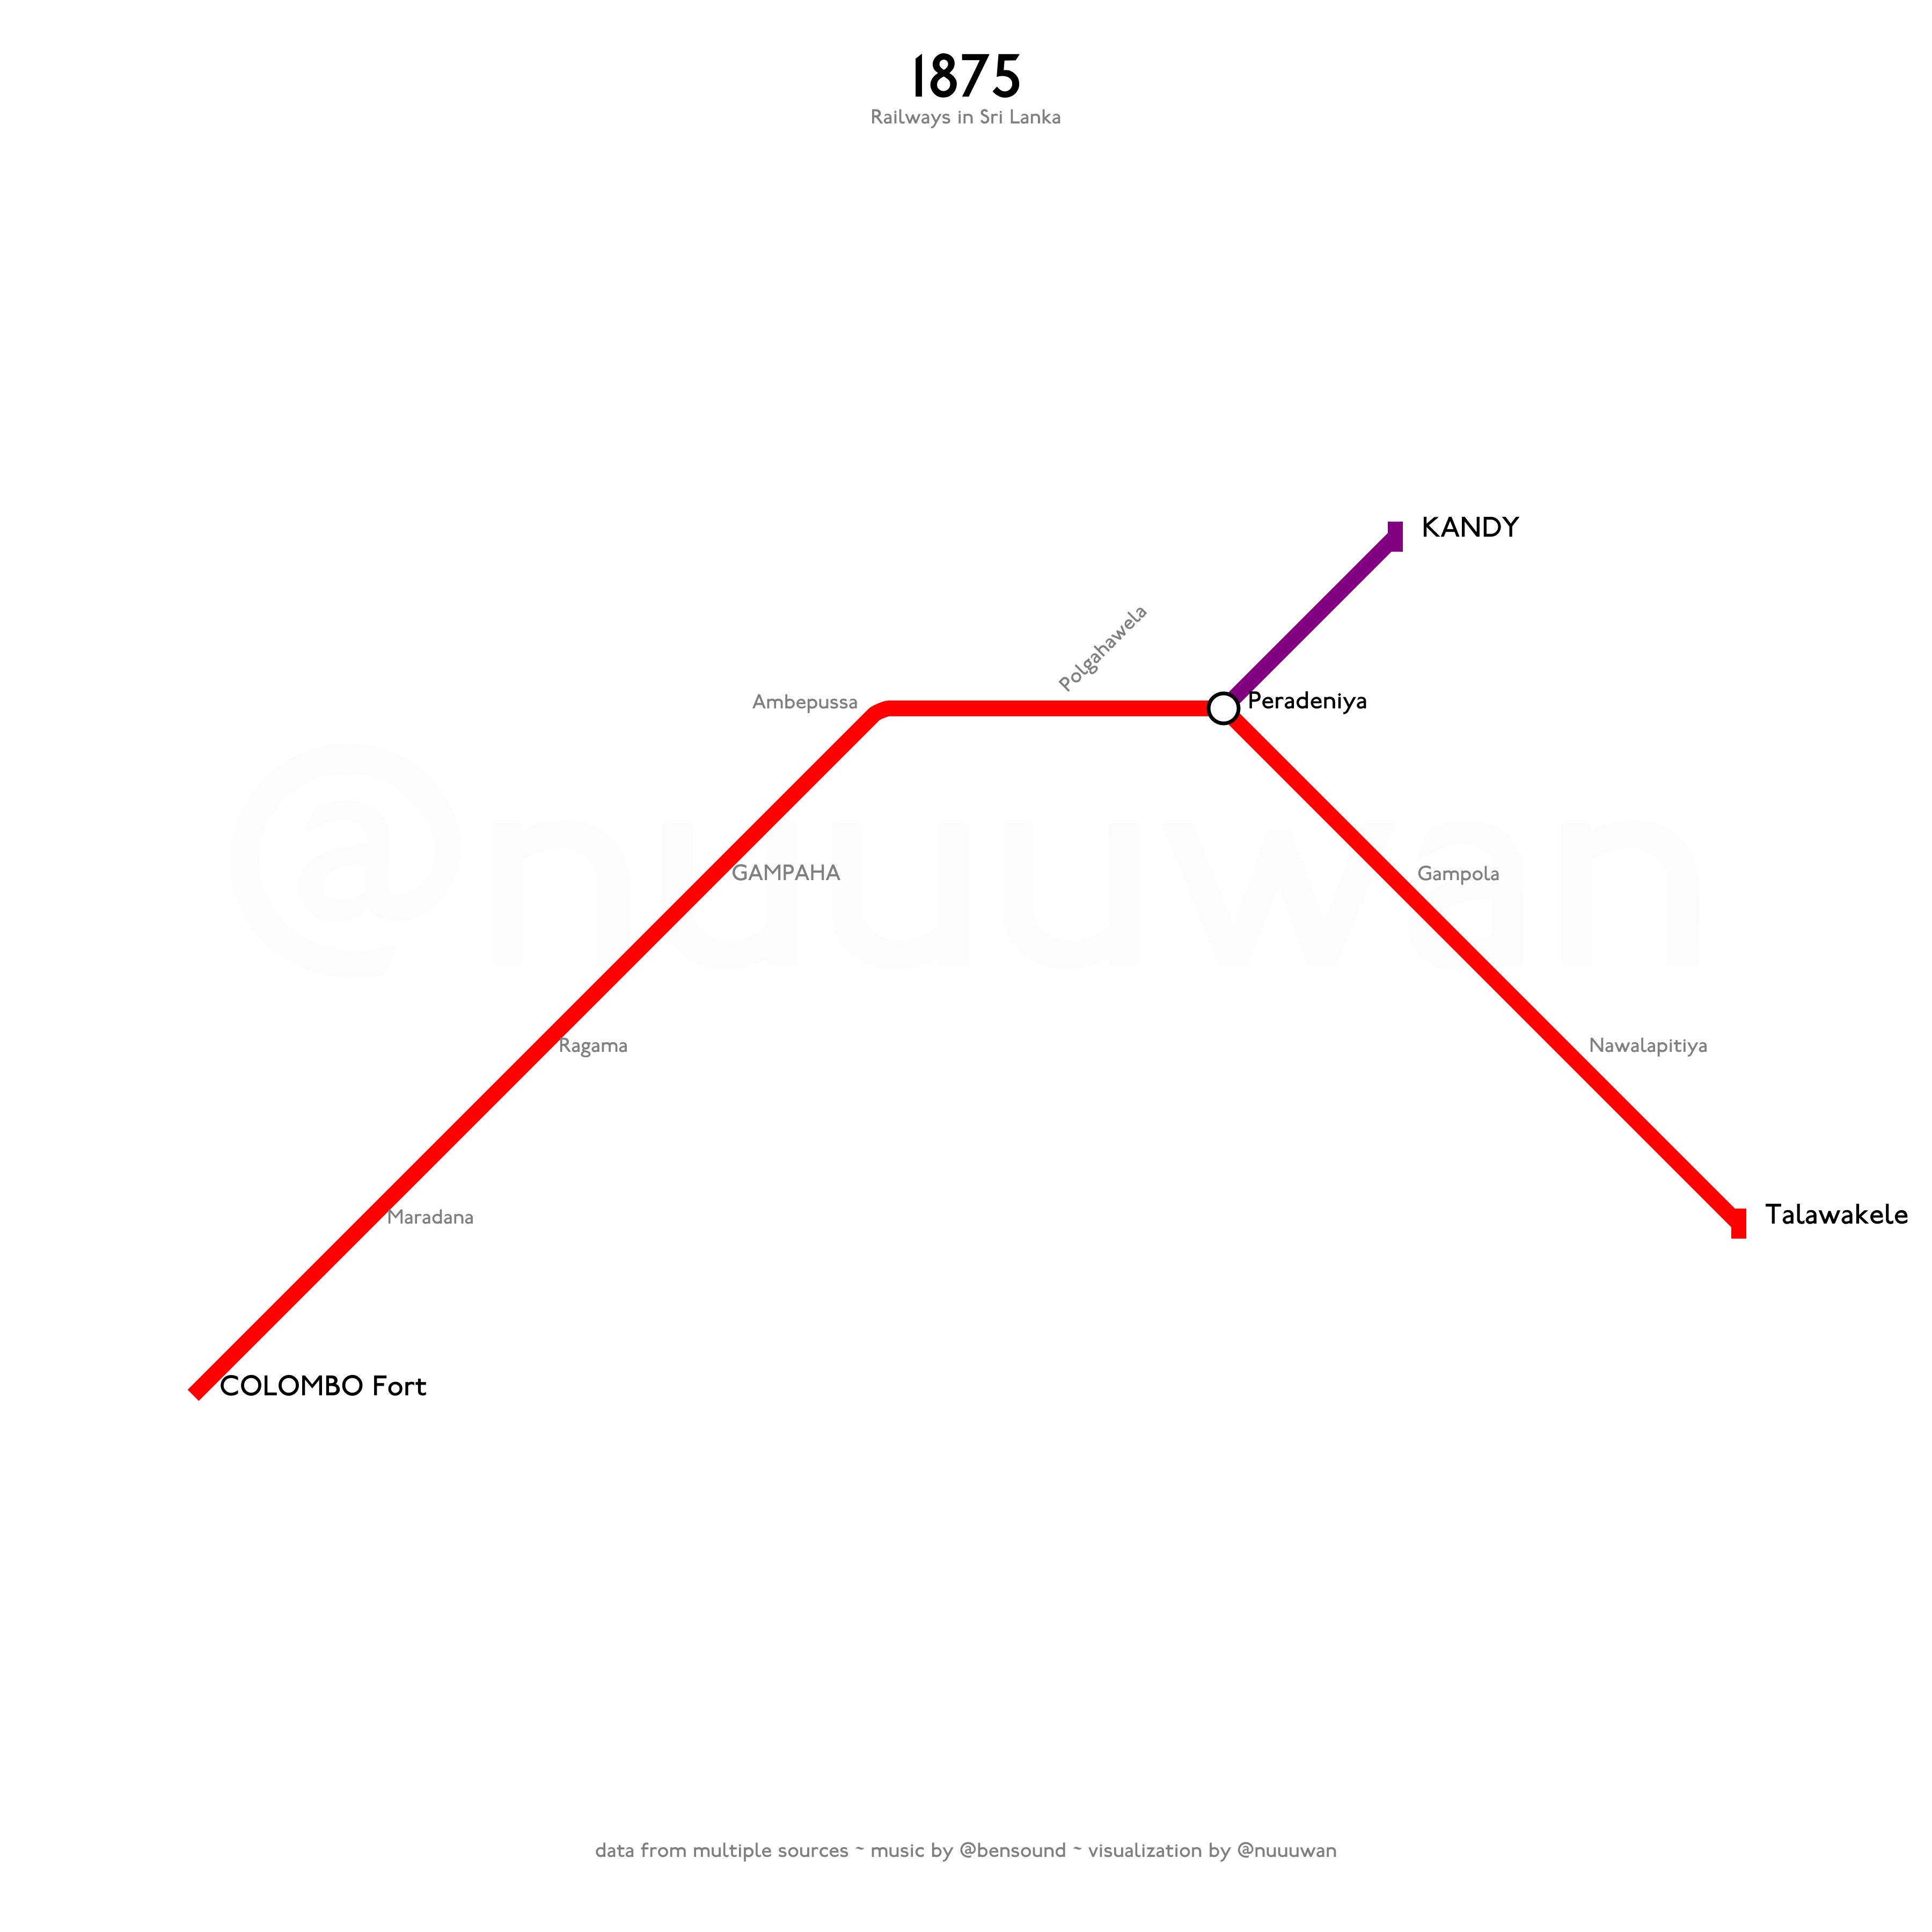 1875
Railways in Sri Lanka
KANDY
Polgahawela
Ambepussa
Peradeniya
@nuuuwan
GAMPAHA
Gampola
Ragama
Nawalapitiya
Maradana
Talawakele
COLOMBO Fort
data from multiple sources ~ music by @bensound ~ visualization by @nuuuwan